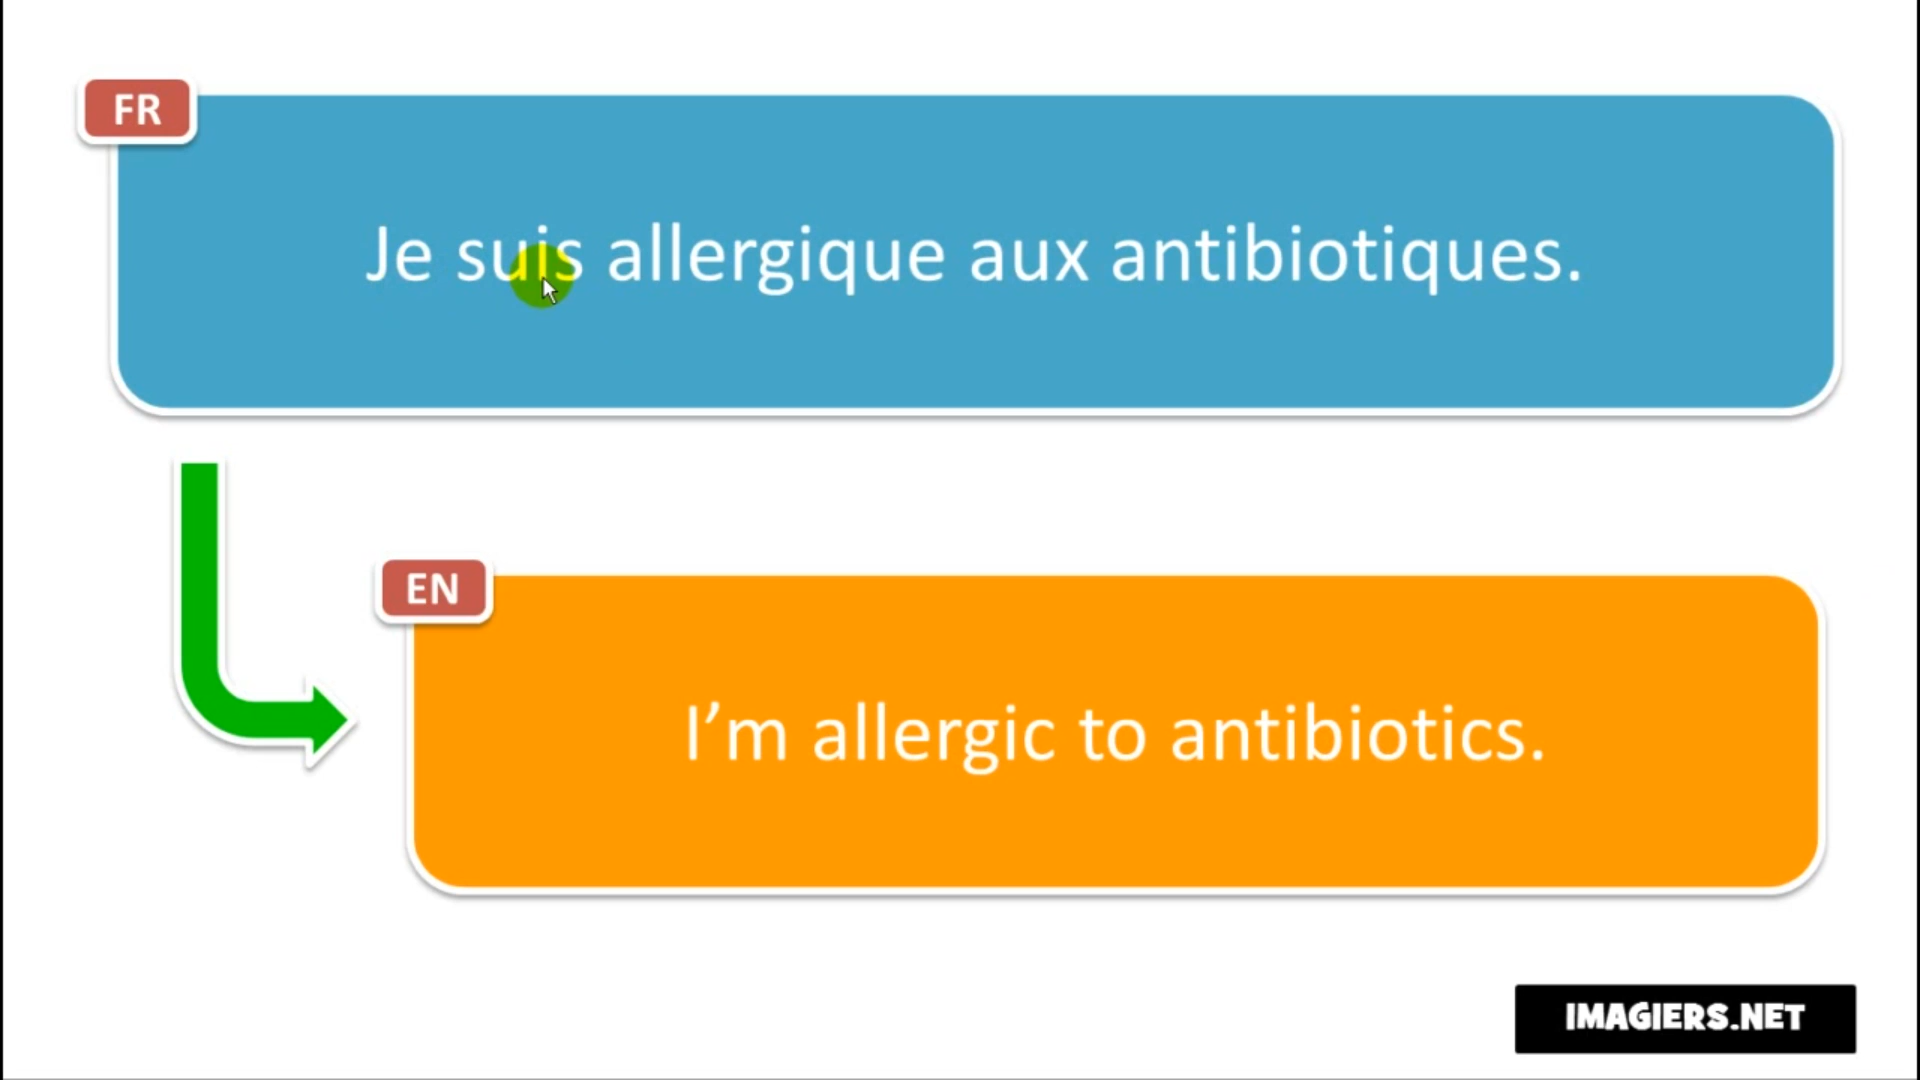 FR
Je suis allergique aux antibiotiques.
EN
I’m allergic to antibiotics.
IMAGIERS.NET